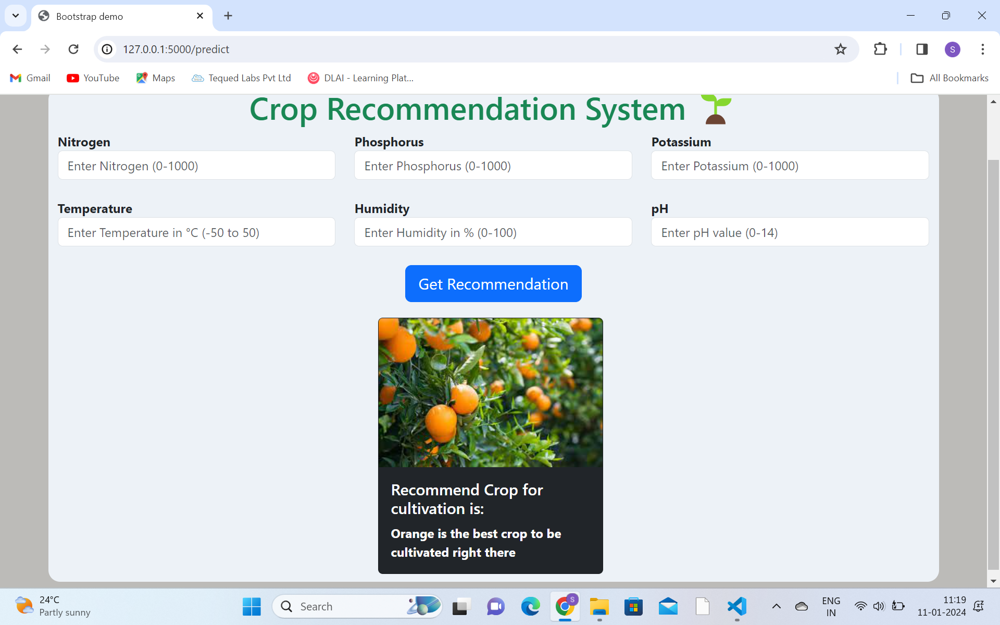 Bootstrap demo
127.0.0.1:5000/predict
S
Gmail
YouTube
Maps
Tequed Labs Pvt Ltd
DLAI - Learning Plat...
All Bookmarks
Crop Recommendation System
Nitrogen
Phosphorus
Potassium
Enter Nitrogen (0-1000)
Enter Phosphorus (0-1000)
Enter Potassium (0-1000)
Temperature
Humidity
pH
Enter Temperature in °C (-50 to 50)
Enter Humidity in % (0-100)
Enter pH value (0-14)
Get Recommendation
Recommend Crop for
cultivation is:
Orange is the best crop to be
cultivated right there
24°C
Partly sunny
Search
S
ENG
IN
11:19
11-01-2024